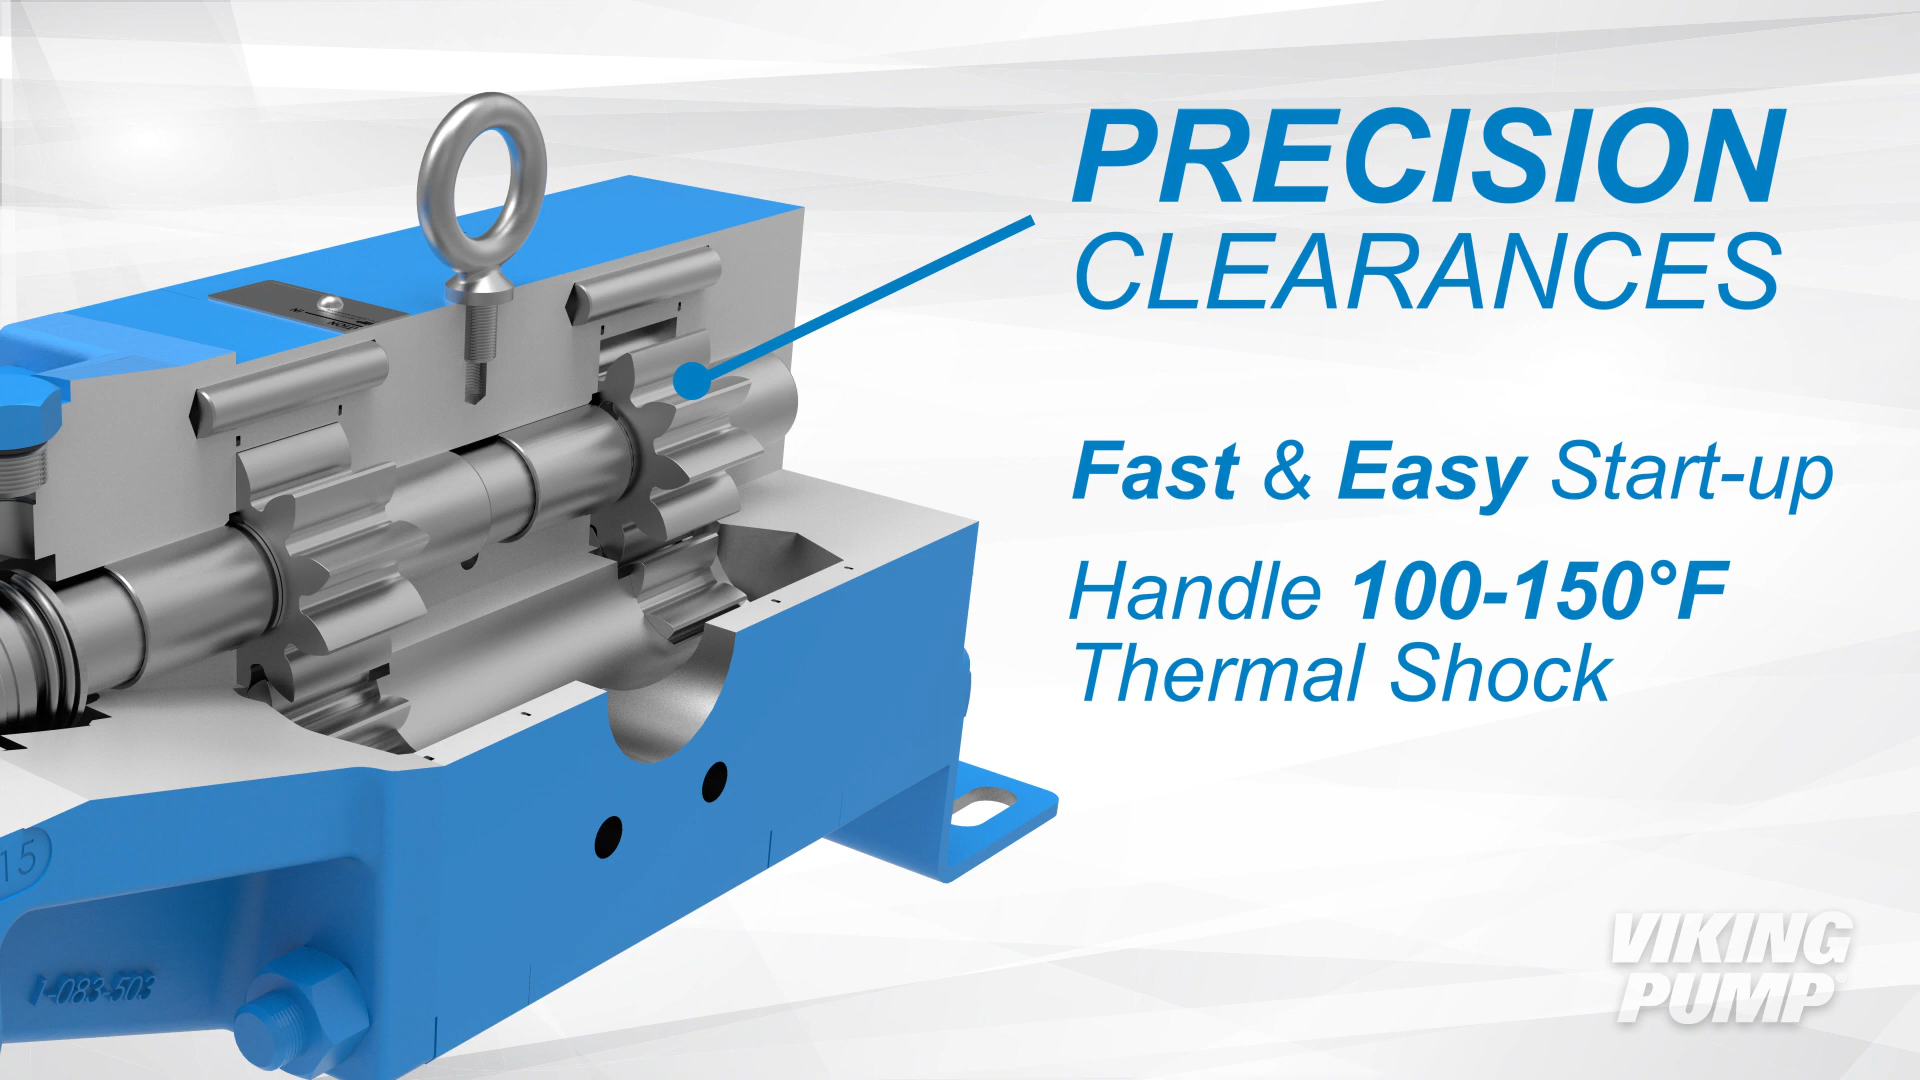 PRECISION
CLEARANCES
Fast & Easy Start-up
Handle 100-150°F
Thermal Shock
15
1-083-503
VIKING
PUMP